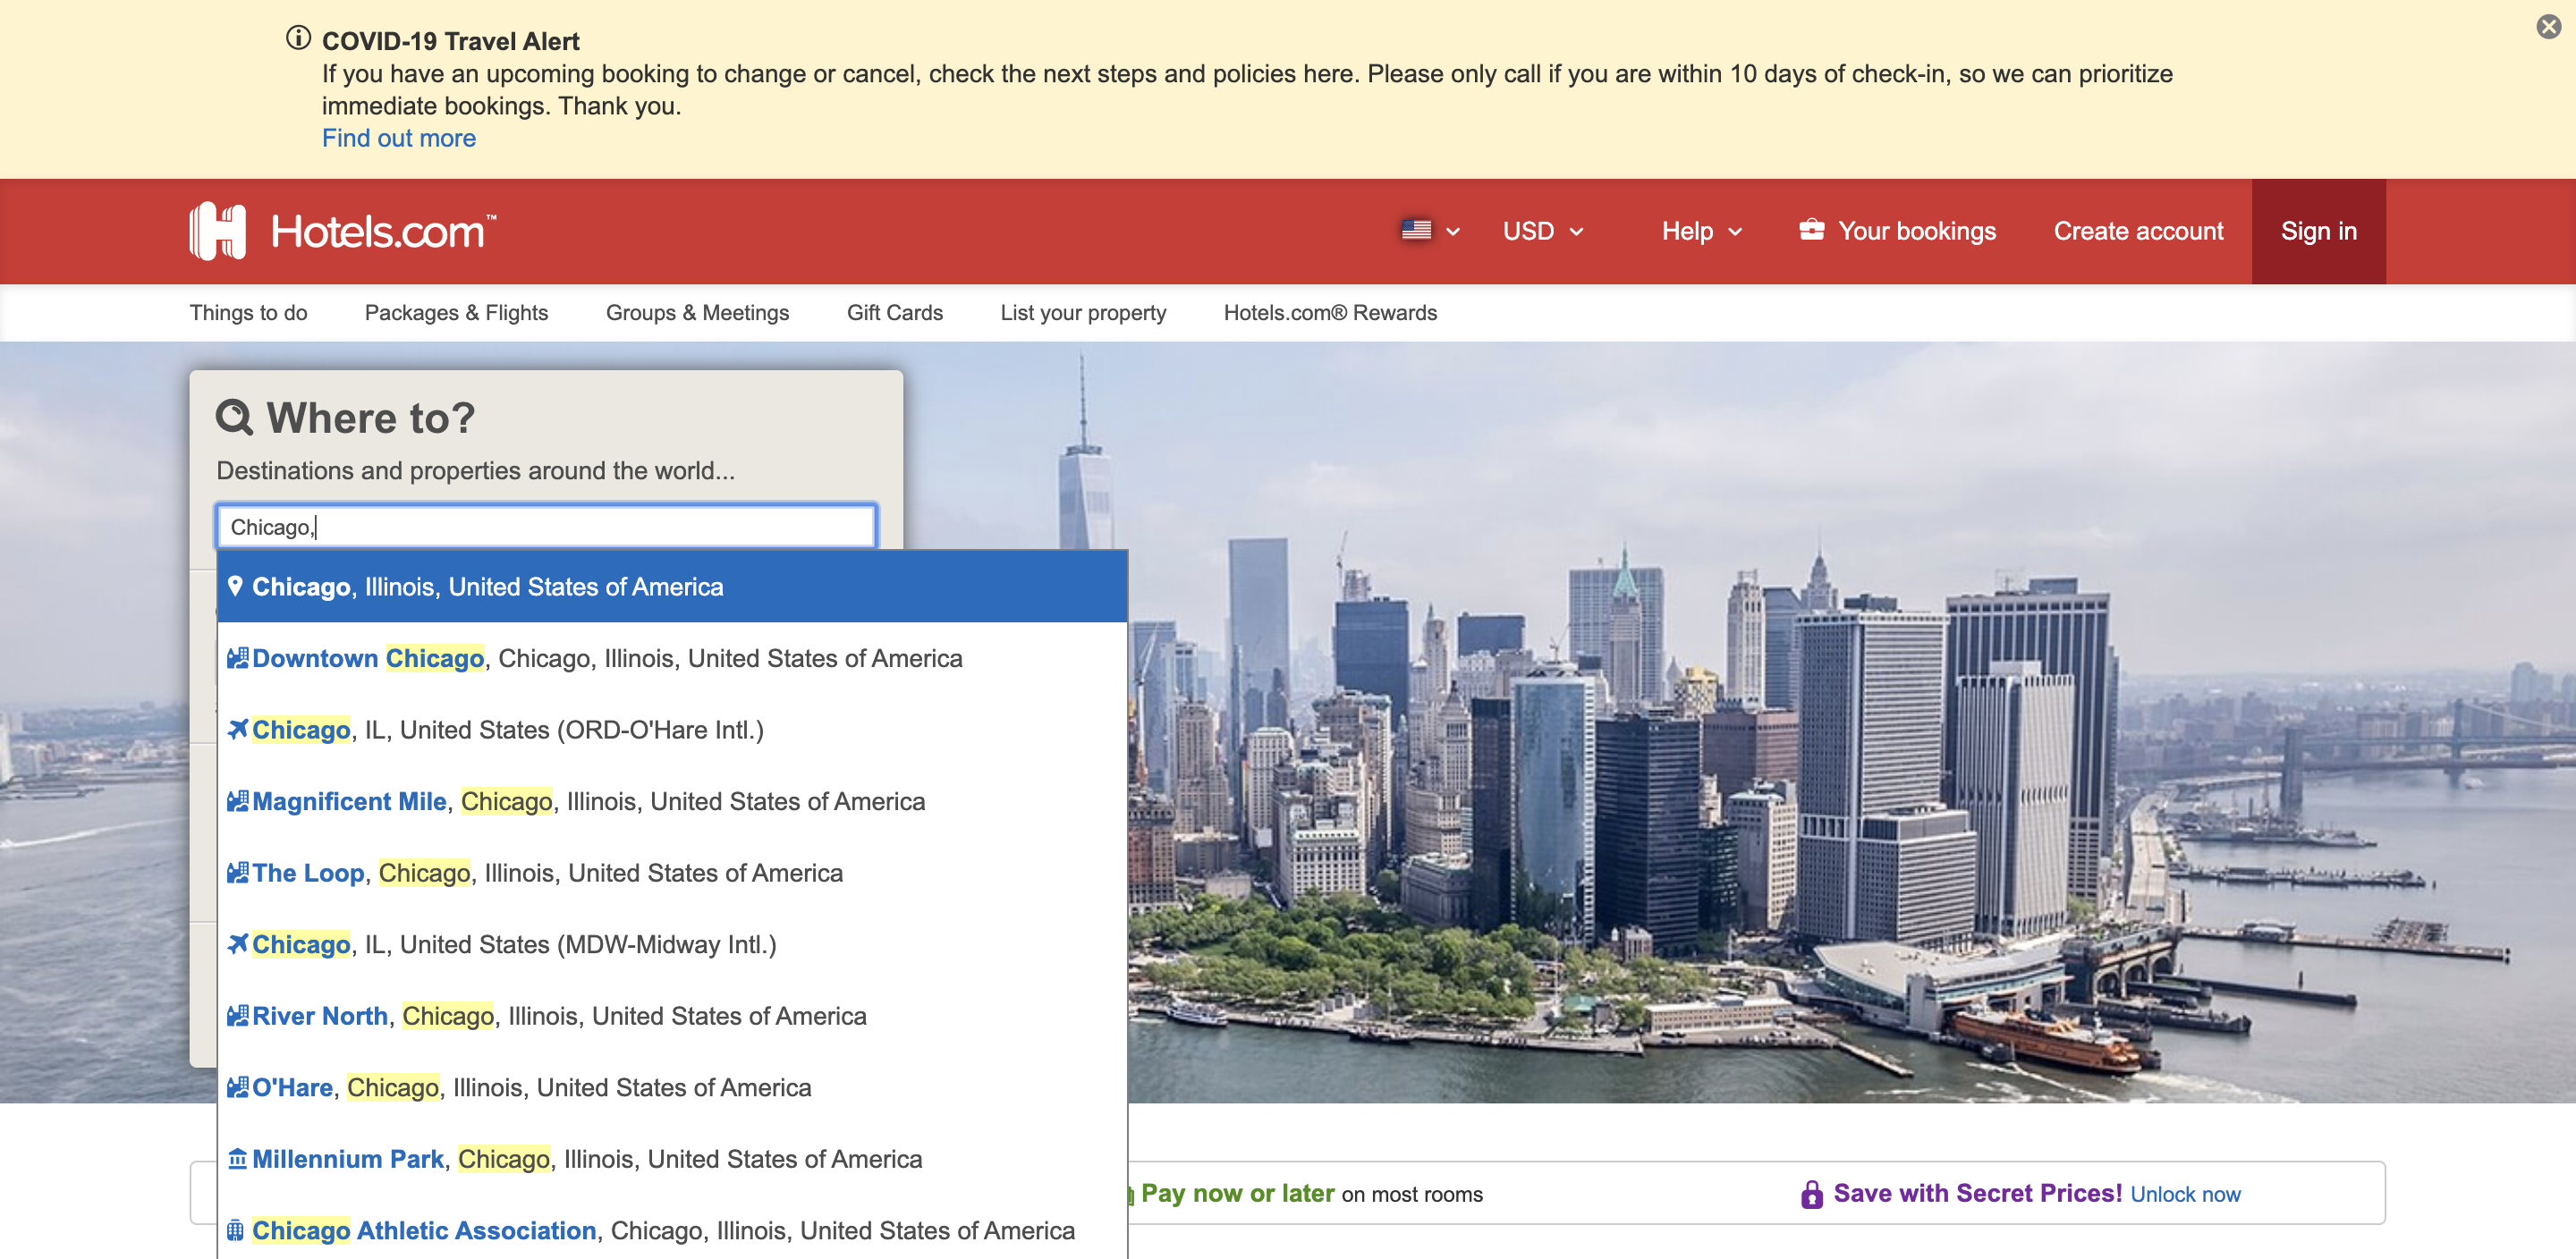 COVID-19 Travel Alert
If you have an upcoming booking to change or cancel, check the next steps and policies here. Please only call if you are within 10 days of check-in, so we can prioritize
immediate bookings. Thank you.
Find out more
Hotels.com™
USD
Help
Your bookings
Create account
Sign in
Things to do
Packages & Flights
Groups & Meetings
Gift Cards
List your property
Hotels.com® Rewards
Where to?
Destinations and properties around the world...
Chicago,
Chicago, Illinois, United States of America
Downtown Chicago, Chicago, Illinois, United States of America
Chicago, IL, United States (ORD-O'Hare Intl.)
Magnificent Mile, Chicago, Illinois, United States of America
The Loop, Chicago, Illinois, United States of America
Chicago, IL, United States (MDW-Midway Intl.)
River North, Chicago, Illinois, United States of America
O'Hare, Chicago, Illinois, United States of America
Millennium Park, Chicago, Illinois, United States of America
Chicago Athletic Association, Chicago, Illinois, United States of America
Pay now or later on most rooms
Save with Secret Prices! Unlock now